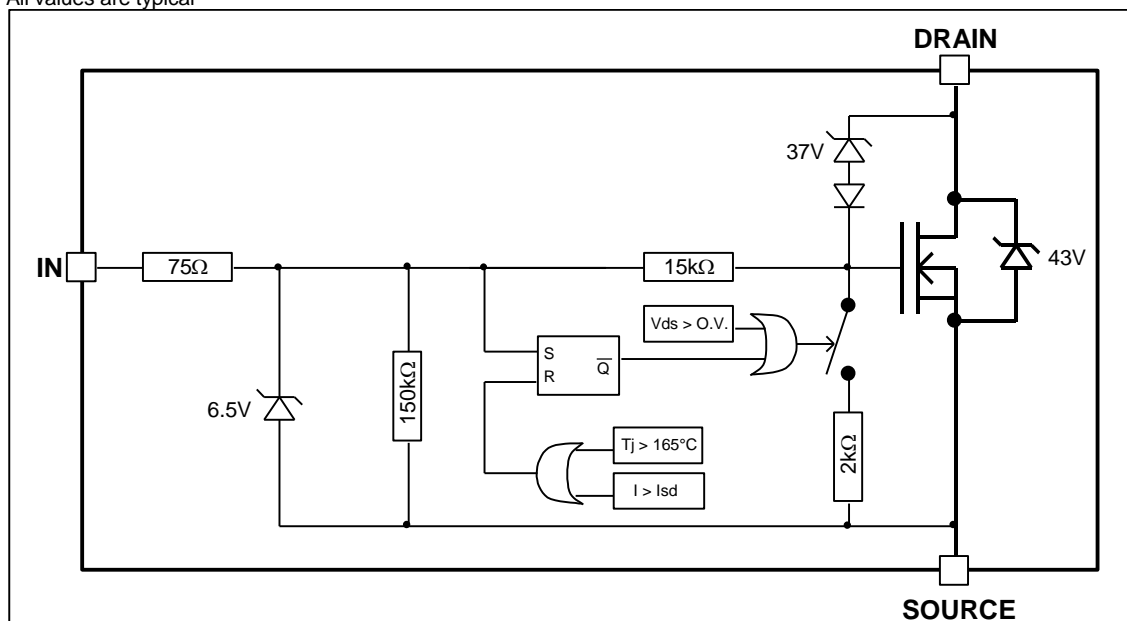 All values are typical
DRAIN
37V
IN
75Ω
15kΩ
43V
Vds > O.V.
S
R
Q
150kΩ
6.5V
Tj > 165°C
I > Isd
2kΩ
SOURCE